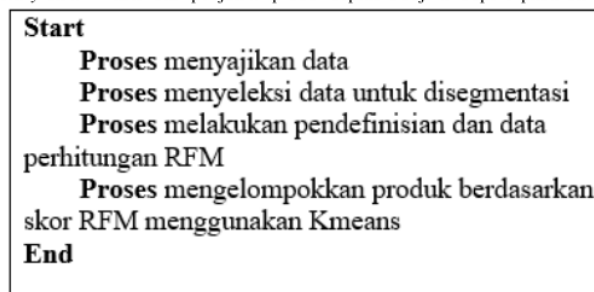 Start
Proses menyajikan data
Proses menyeleksi data untuk disegmentasi
Proses melakukan pendefinisian dan data
perhitungan RFM
Proses mengelompokkan produk berdasarkan
skor RFM menggunakan Kmeans
End